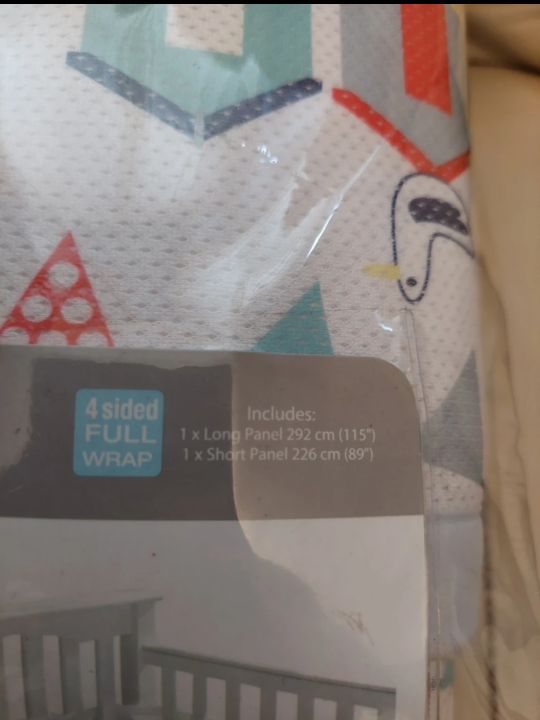 4 sided
FULL
WRAP
Includes:
1 x Long Panel 292 cm (115")
1 x Short Panel 226 cm (89")